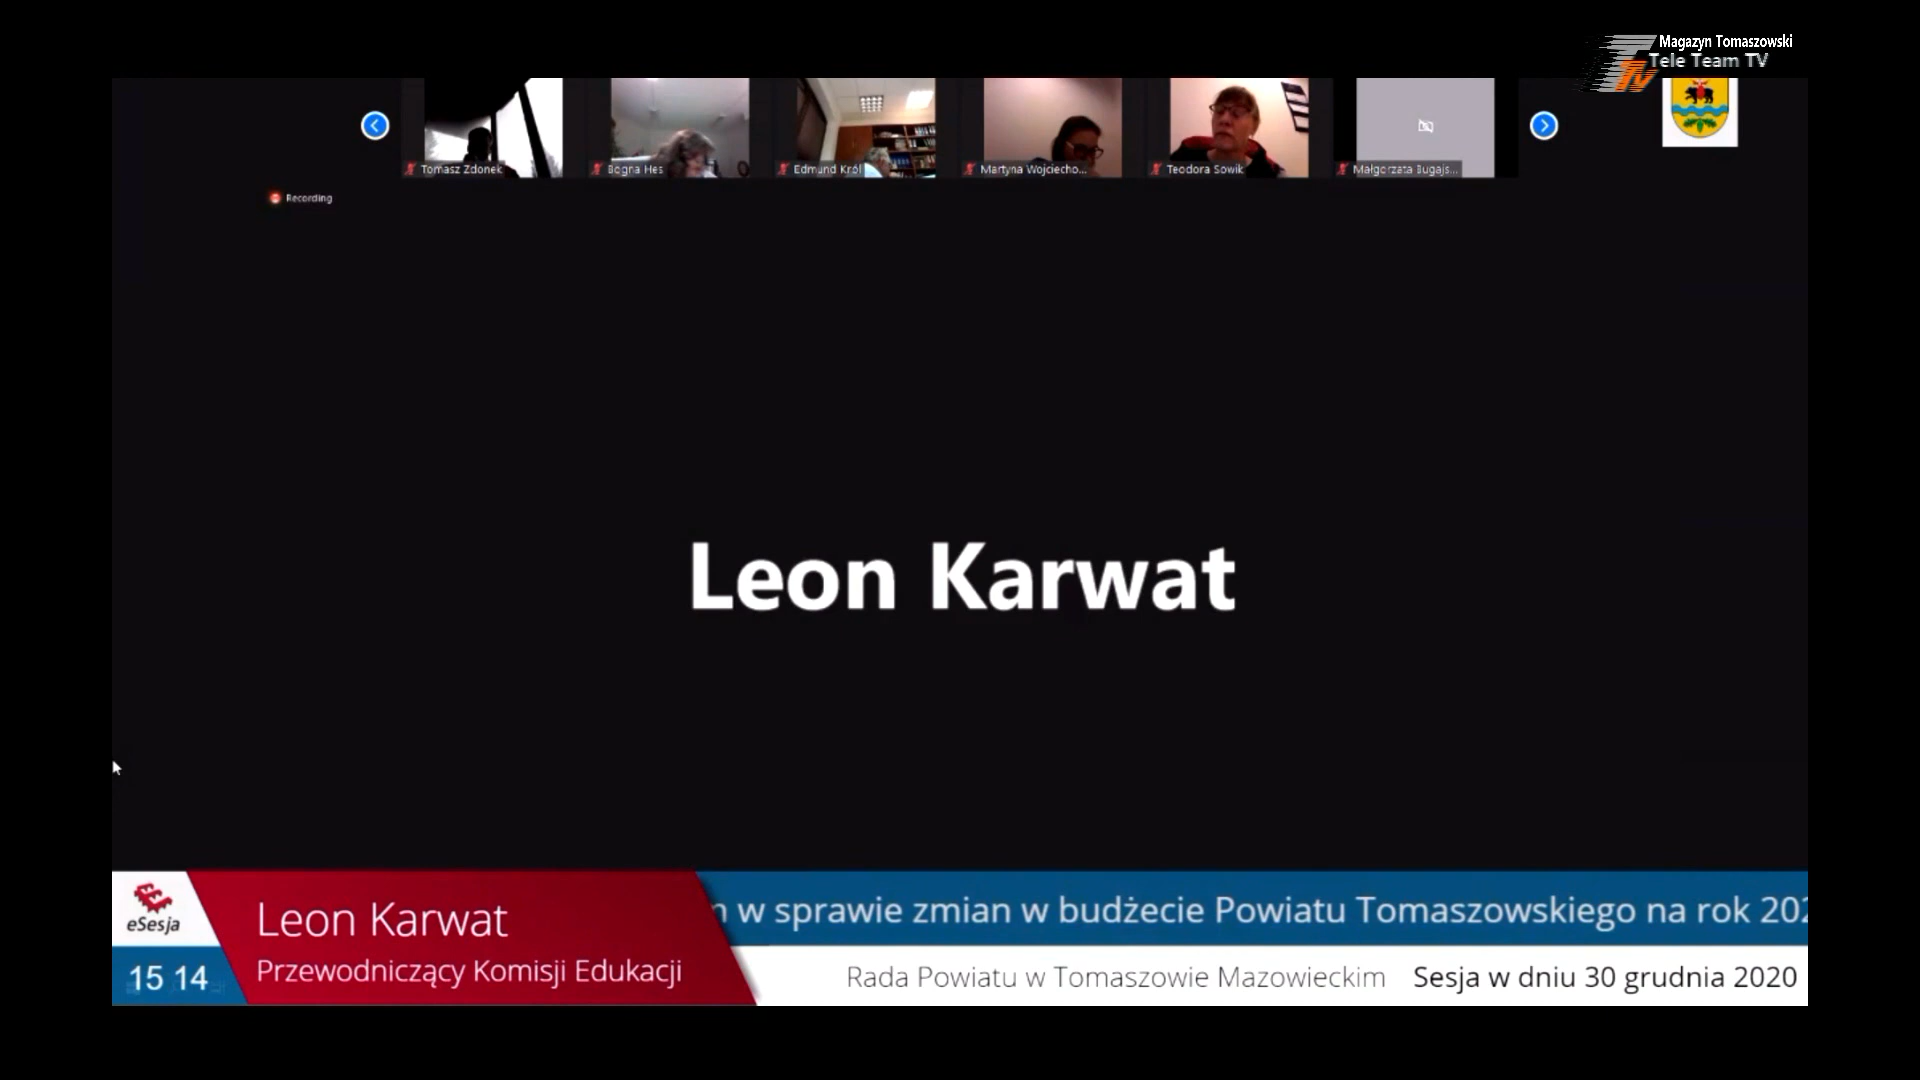 Magazyn Tomaszowski
Tele Team TV
Tomasz Zdonek
Bogna Hes
Edmund Król
Martyna Wojciecho...
Teodora Sowik
Małgorzata Bugajs...
Recording
Leon Karwat
eSesja
Leon Karwat
Przewodniczący Komisji Edukacji
w sprawie zmian w budżecie Powiatu Tomaszowskiego na rok 202
15 14
Rada Powiatu w Tomaszowie Mazowieckim
Sesja w dniu 30 grudnia 2020